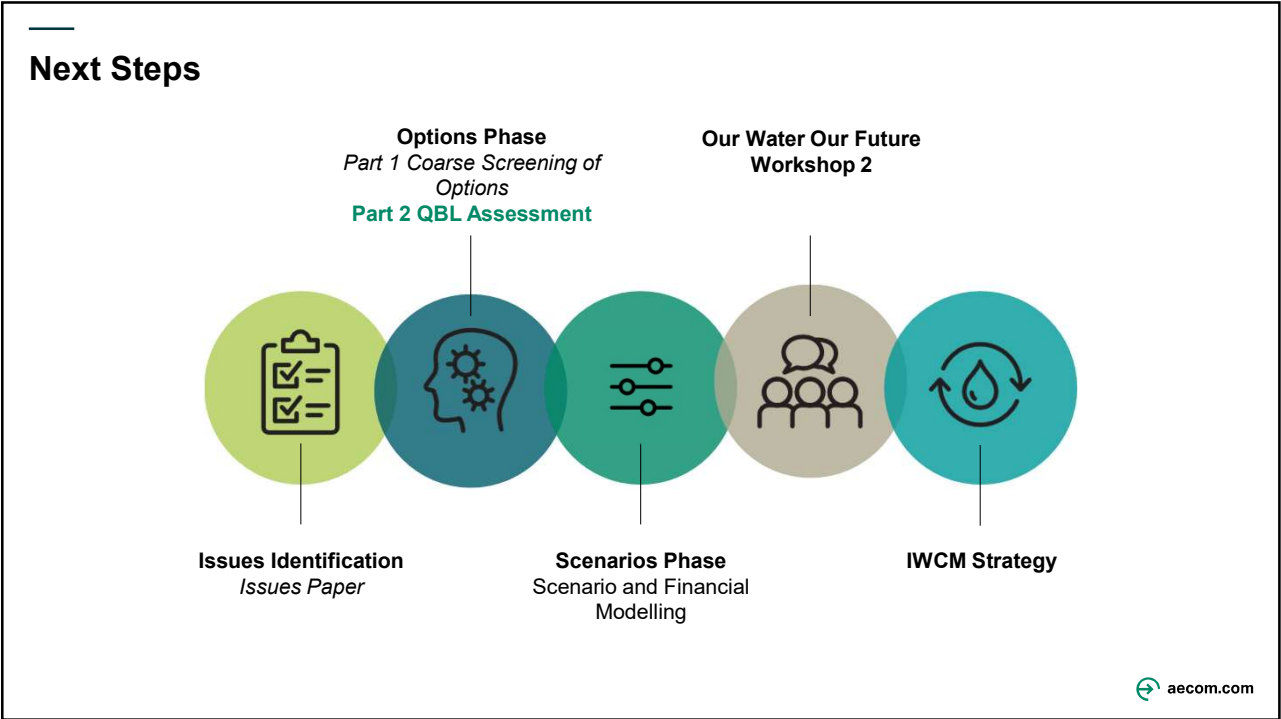 Next Steps
Options Phase
Part 1 Coarse Screening of
Options
Part 2 QBL Assessment
Our Water Our Future
Workshop 2
Issues Identification
Issues Paper
Scenarios Phase
Scenario and Financial
Modelling
IWCM Strategy
aecom.com